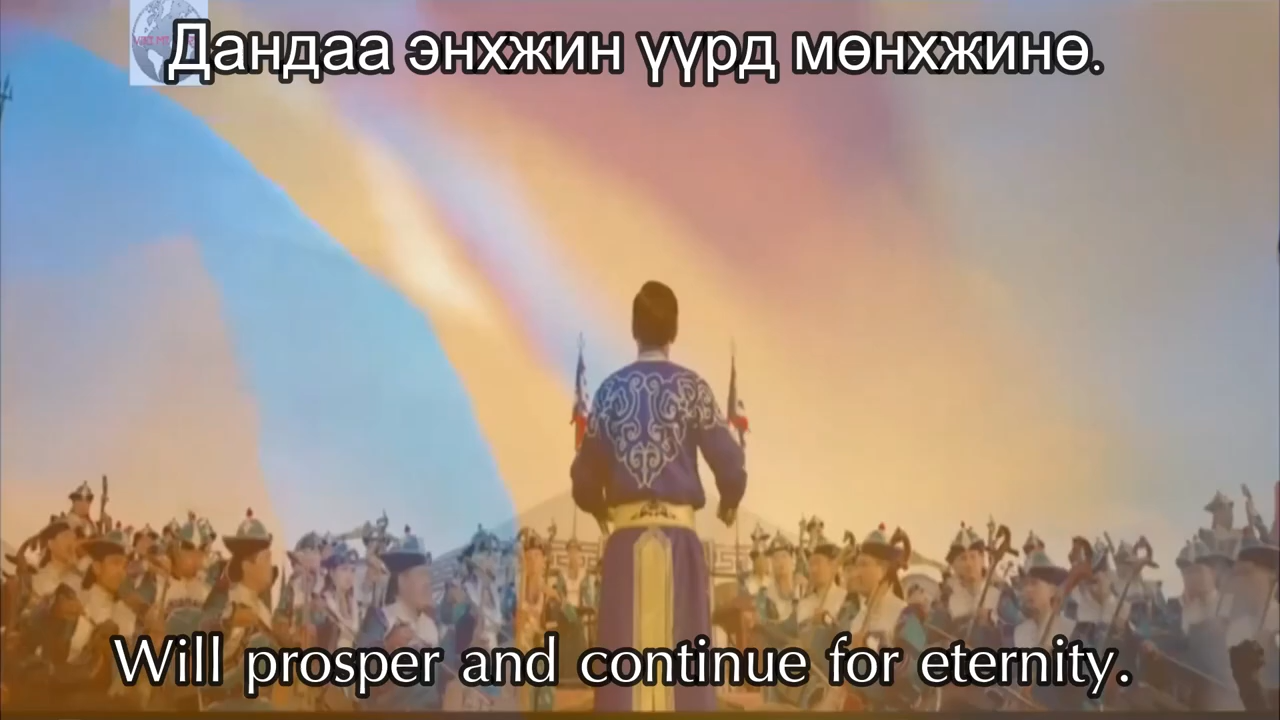 Дандаа энхжин үүрд мөнхжинө.
Will prosper and continue for eternity.